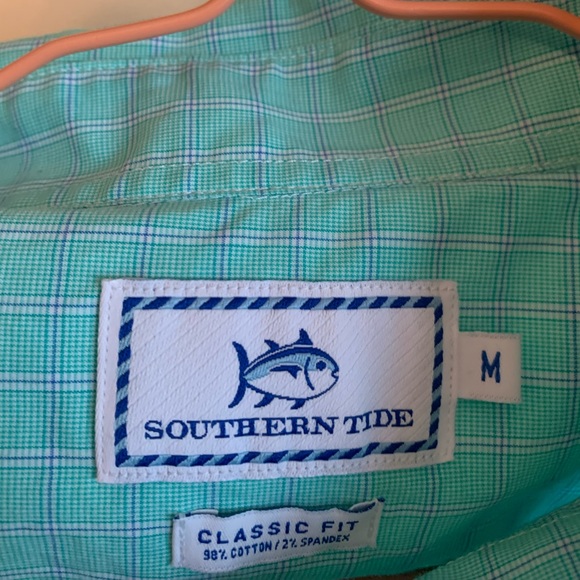 SOUTHERN TIDE
M
CLASSIC FIT
98% COTTON / 2% SPANDEX